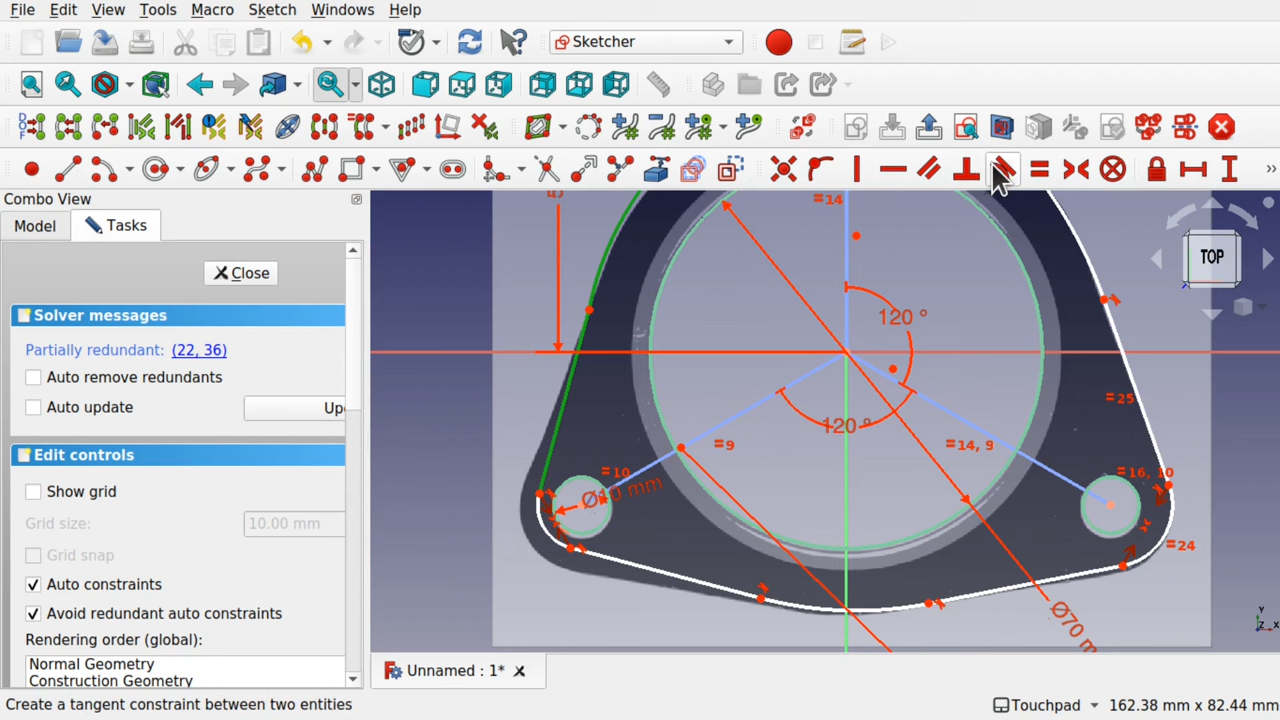 File Edit View Tools Macro Sketch Windows Help
Sketcher
DOF
Combo View
Model Tasks
Close
Solver messages
Partially redundant: (22, 36)
Auto remove redundants
Auto update
Edit controls
Show grid
Grid size: 10.00 mm
Grid snap
Auto constraints
Avoid redundant auto constraints
Rendering order (global):
Normal Geometry
Construction Geometry
=14
120 °
=25
120 °
=9
=14, 9
=10
Ø10 mm
=16, 10
=24
Ø70 m
TOP
Y
Z X
Unnamed : 1*
Create a tangent constraint between two entities
Touchpad 162.38 mm x 82.44 mm